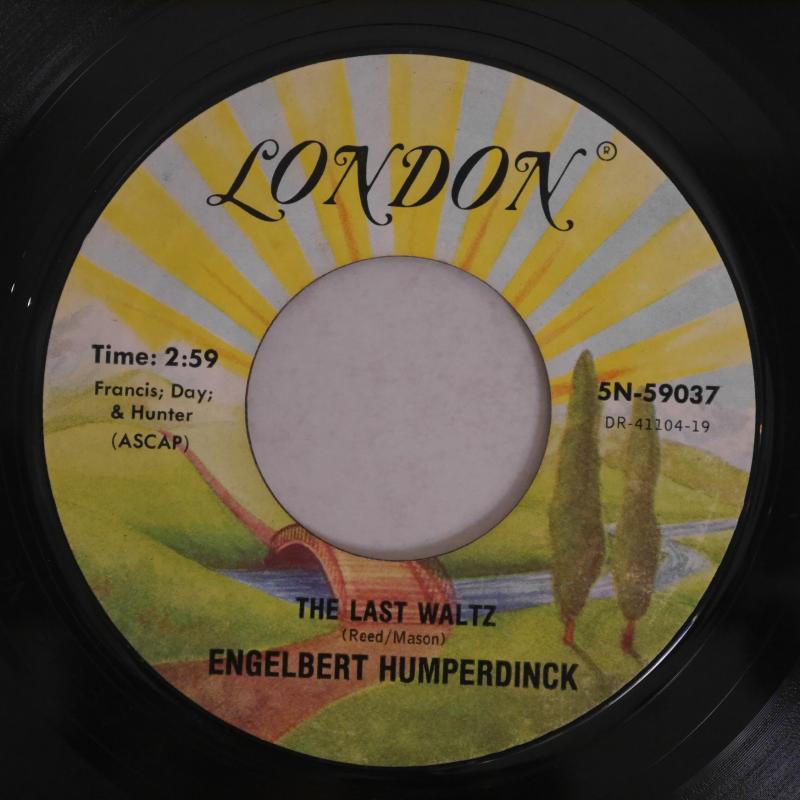 LONDON®
Time: 2:59
Francis; Day;
& Hunter
(ASCAP)
5N-59037
DR-41104-19
THE LAST WALTZ
(Reed/Mason)
ENGELBERT HUMPERDINCK